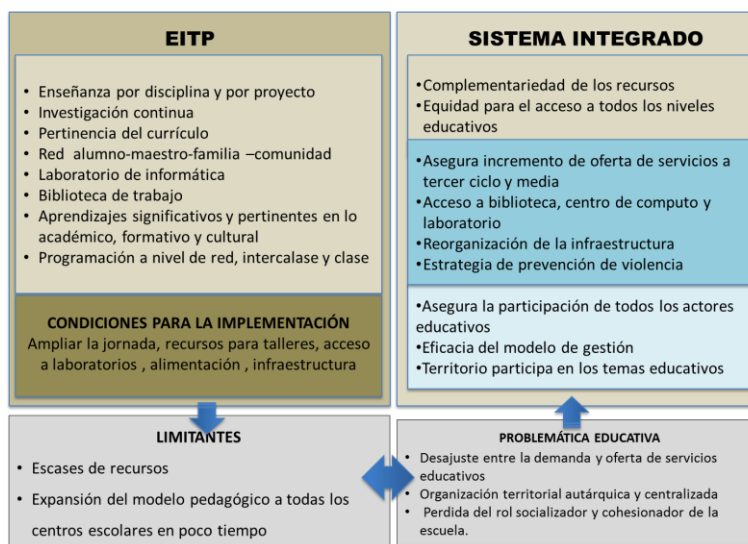 EITP
• Enseñanza por disciplina y por proyecto
• Investigación continua
• Pertinencia del currículo
• Red alumno-maestro-familia –comunidad
• Laboratorio de informática
• Biblioteca de trabajo
• Aprendizajes significativos y pertinentes en lo
académico, formativo y cultural
• Programación a nivel de red, intercalase y clase
CONDICIONES PARA LA IMPLEMENTACIÓN
Ampliar la jornada, recursos para talleres, acceso
a laboratorios , alimentación , infraestructura
SISTEMA INTEGRADO
•Complementariedad de los recursos
•Equidad para el acceso a todos los niveles
educativos
•Asegura incremento de oferta de servicios a
tercer ciclo y media
•Acceso a biblioteca, centro de computo y
laboratorio
•Reorganización de la infraestructura
•Estrategia de prevención de violencia
•Asegura la participación de todos los actores
educativos
•Eficacia del modelo de gestión
•Territorio participa en los temas educativos
LIMITANTES
• Escases de recursos
• Expansión del modelo pedagógico a todas los
centros escolares en poco tiempo
PROBLEMÁTICA EDUCATIVA
• Desajuste entre la demanda y oferta de servicios
educativos
• Organización territorial autárquica y centralizada
• Perdida del rol socializador y cohesionador de la
escuela.